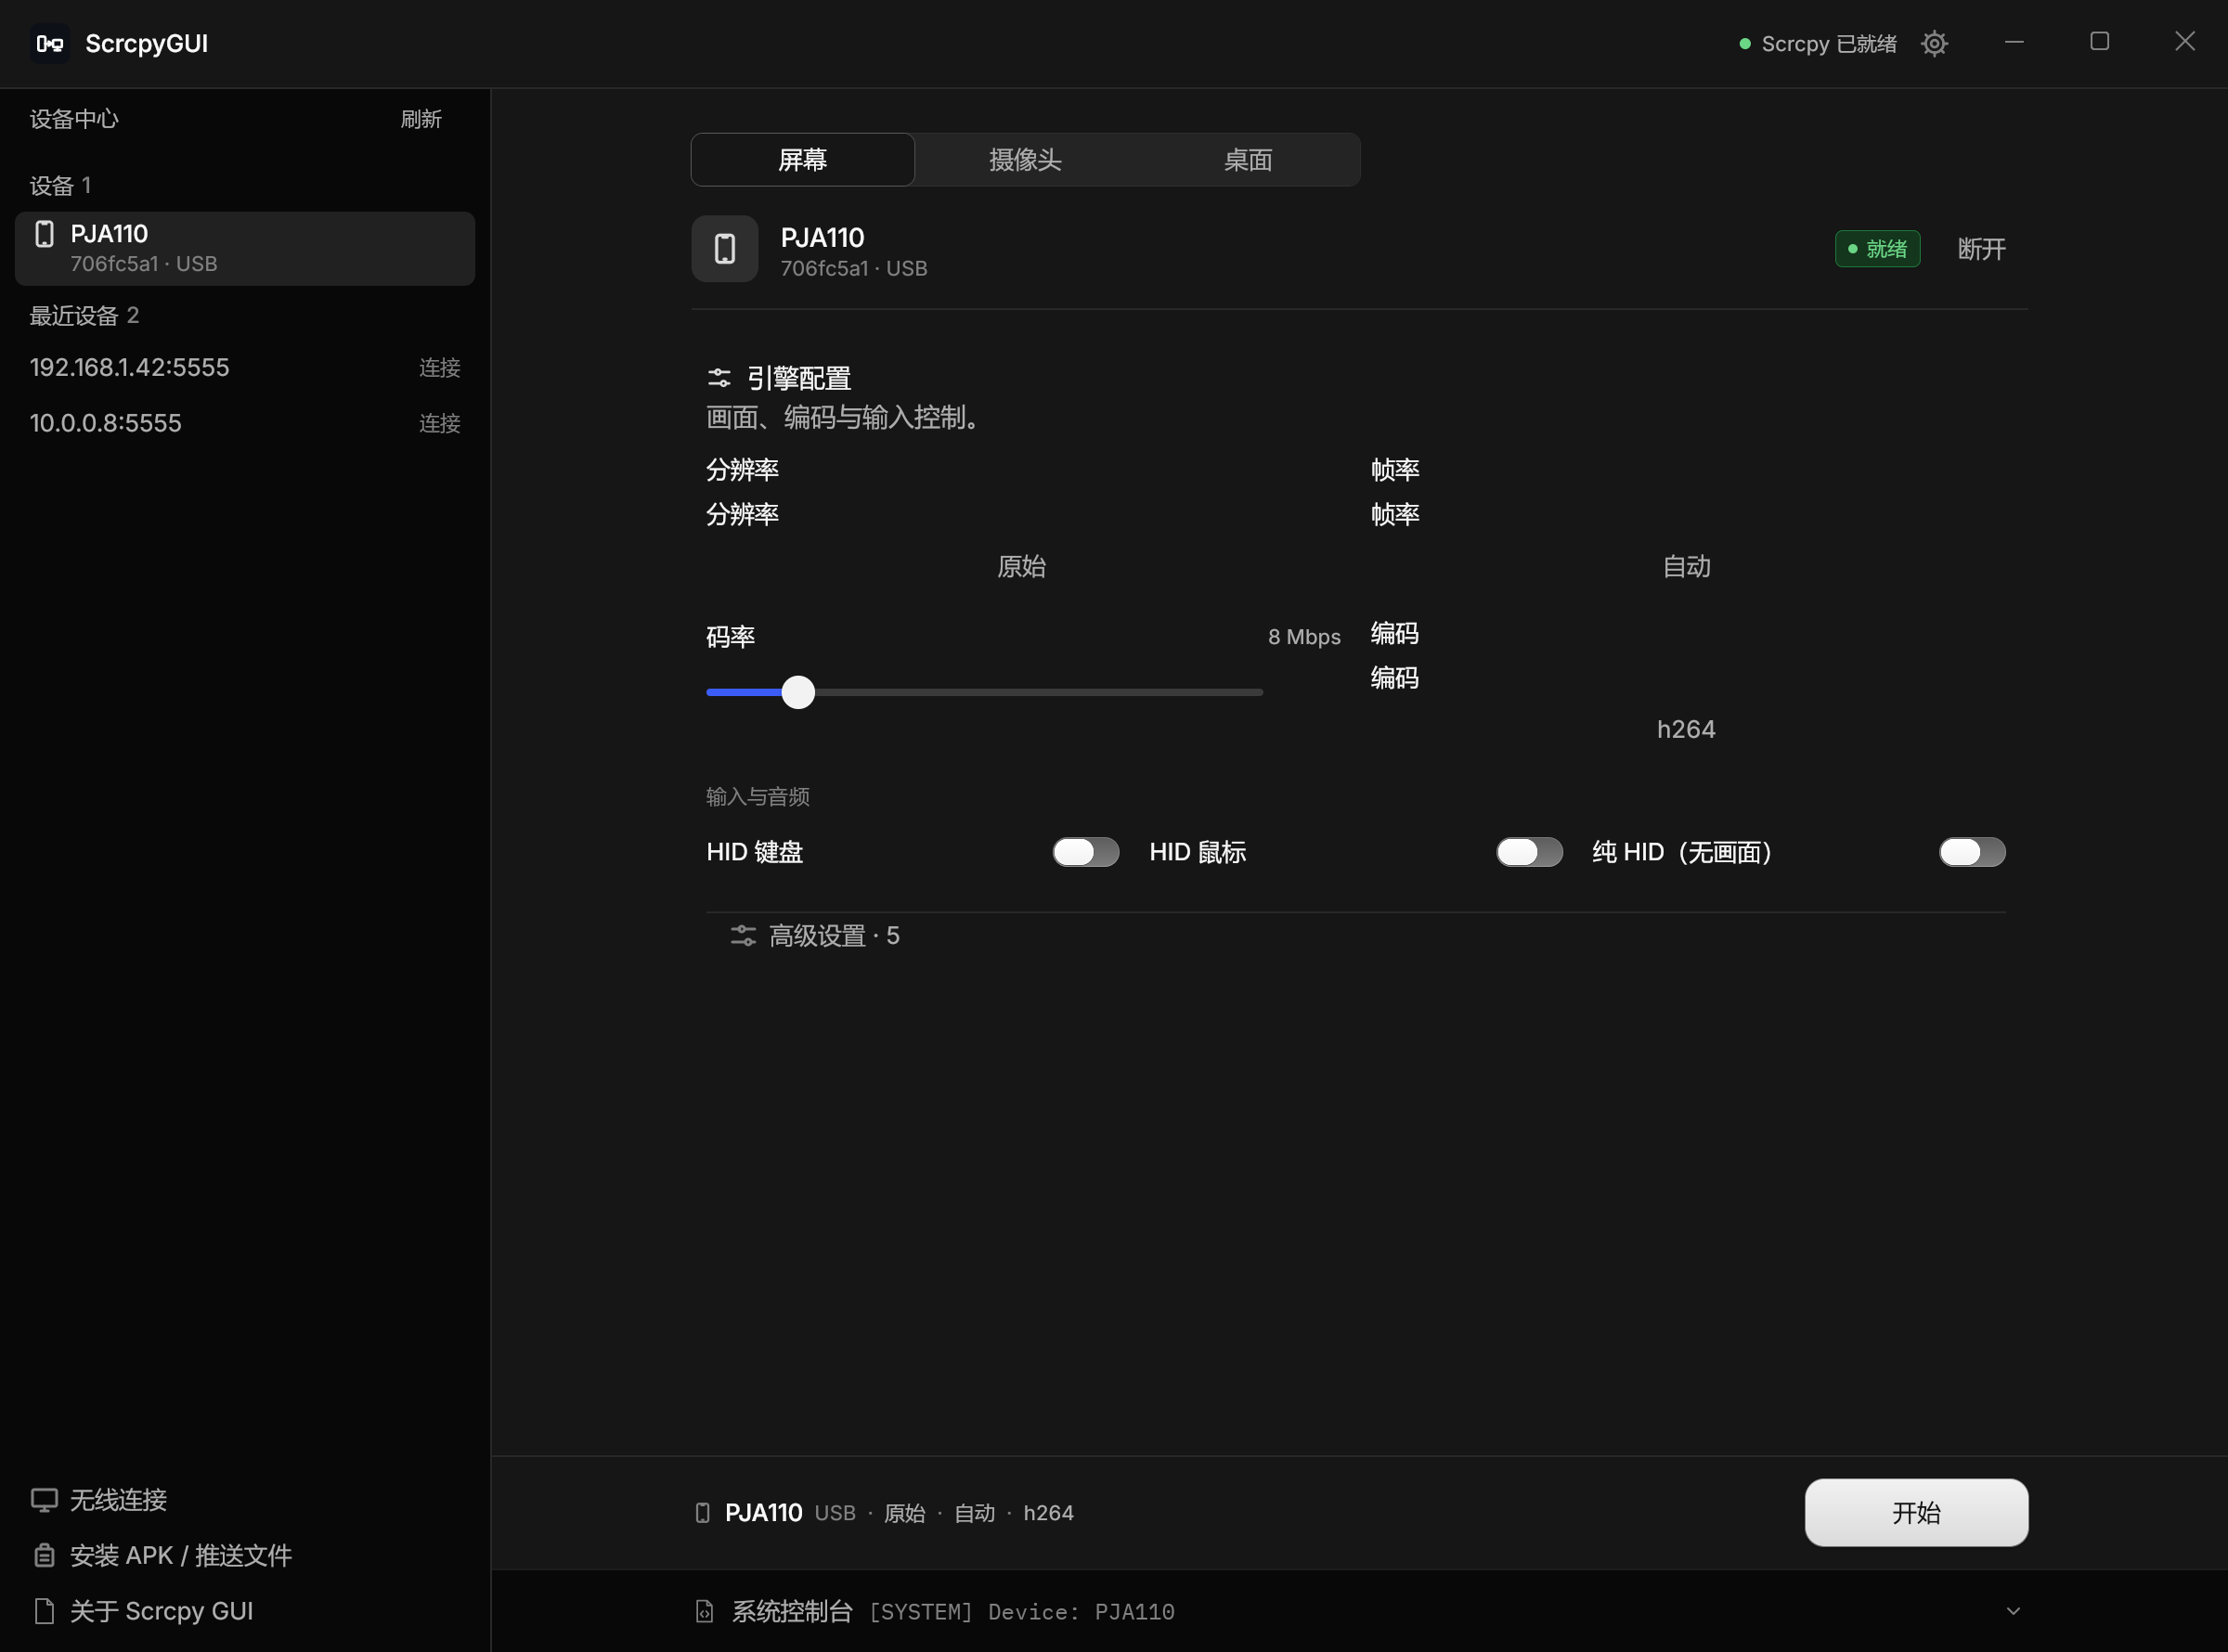 ScrcpyGUI
Scrcpy 已就绪
设备中心
刷新
设备 1
PJA110
706fc5a1 · USB
最近设备 2
192.168.1.42:5555
连接
10.0.0.8:5555
连接
无线连接
安装 APK / 推送文件
关于 Scrcpy GUI
屏幕
摄像头
桌面
PJA110
706fc5a1 · USB
就绪
断开
引擎配置
画面、编码与输入控制。
分辨率
分辨率
原始
帧率
帧率
自动
码率
8 Mbps
编码
编码
h264
输入与音频
HID 键盘
HID 鼠标
纯 HID（无画面）
高级设置 · 5
PJA110 USB · 原始 · 自动 · h264
开始
系统控制台 [SYSTEM] Device: PJA110